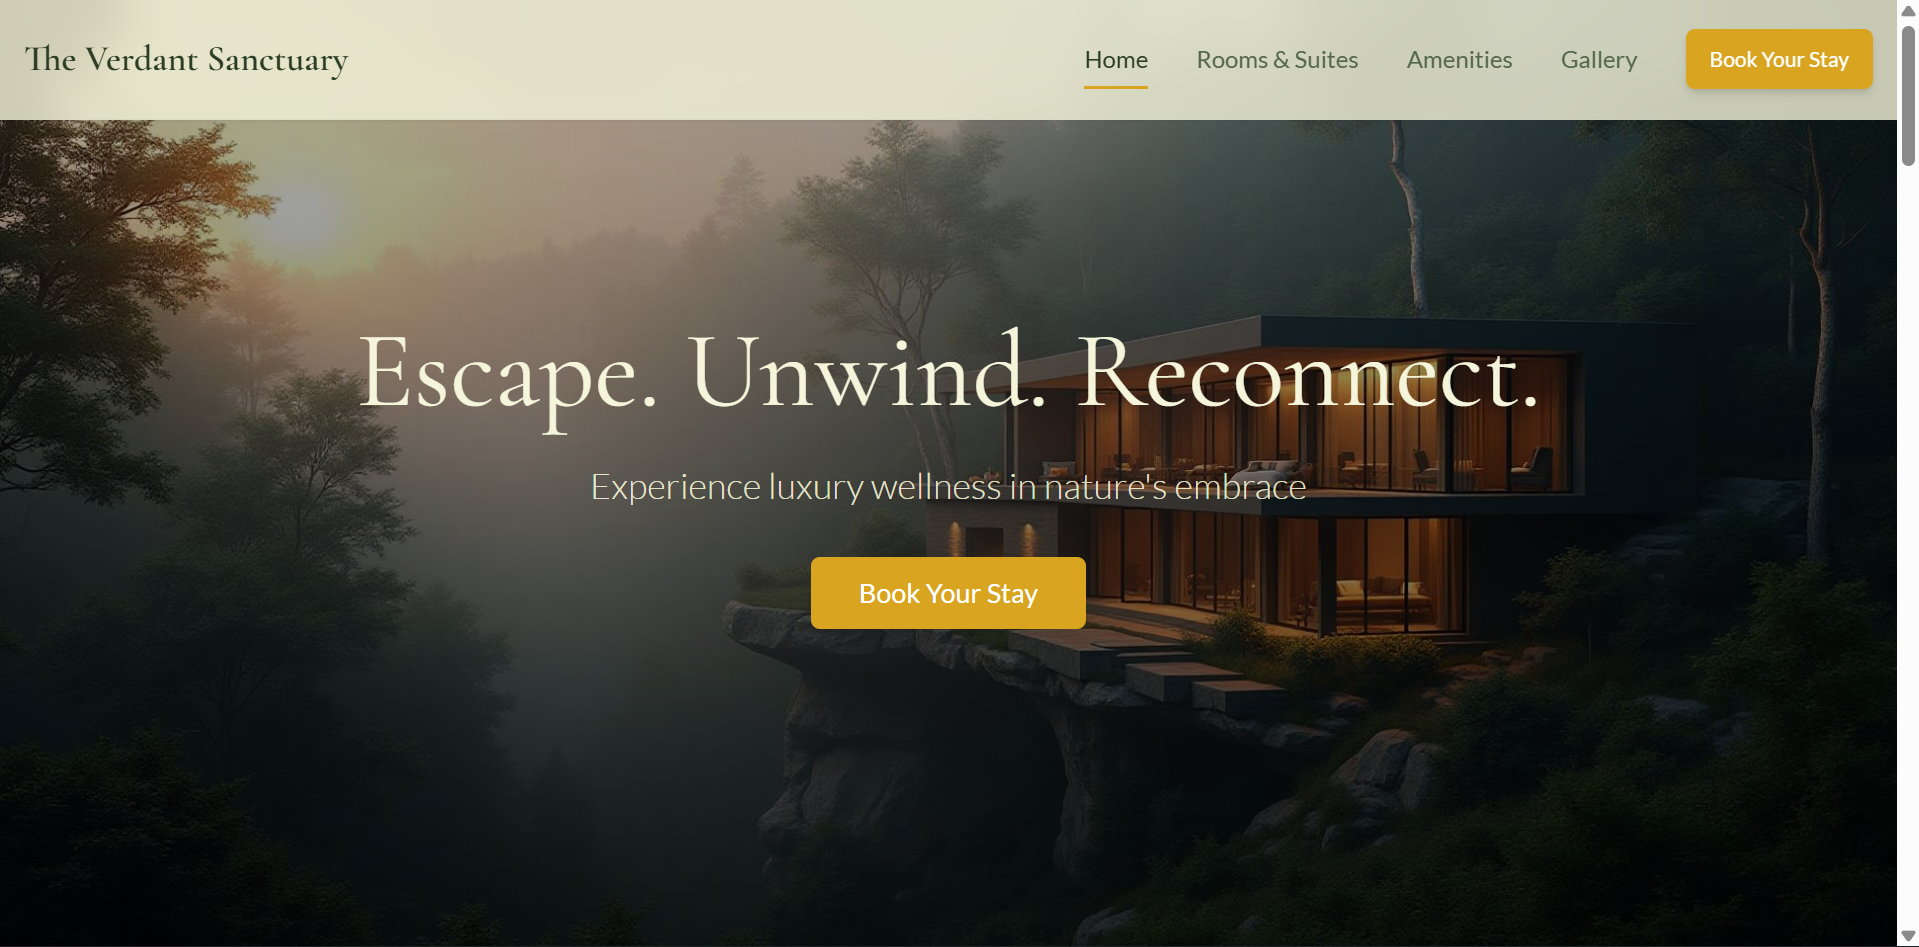 The Verdant Sanctuary
Home
Rooms & Suites
Amenities
Gallery
Book Your Stay
Escape. Unwind. Reconnect.
Experience luxury wellness in nature's embrace
Book Your Stay